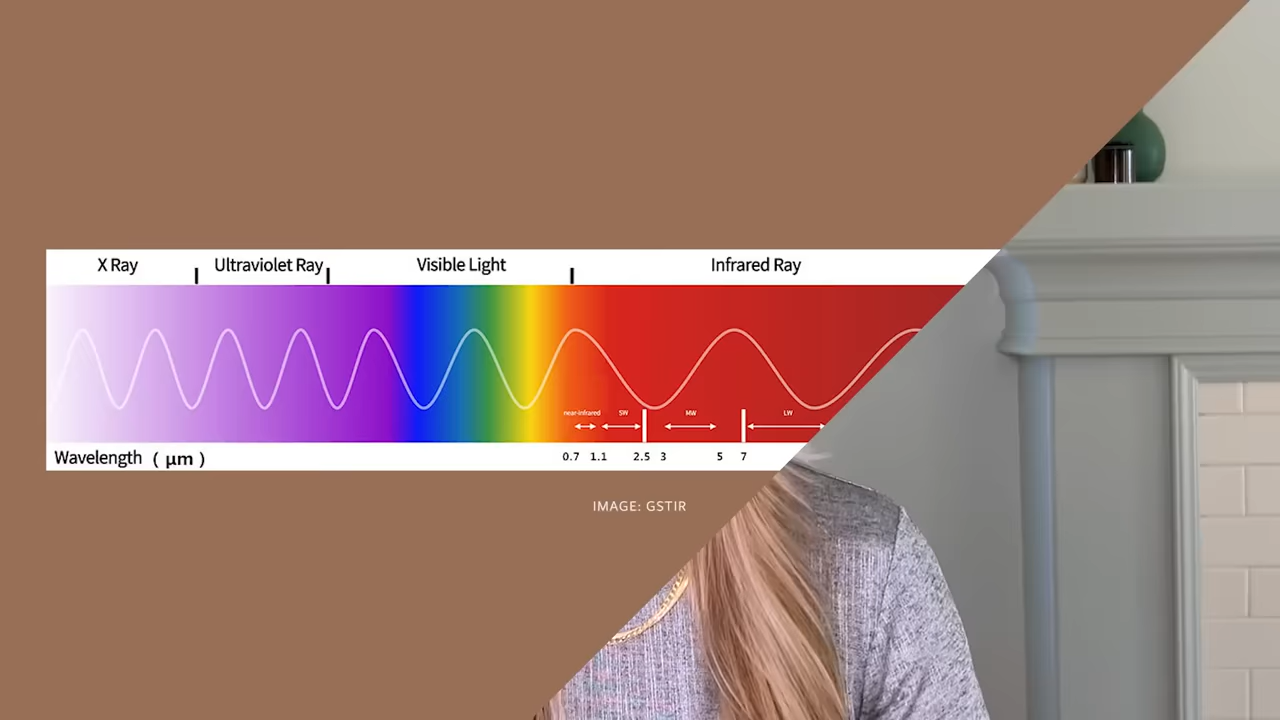 X Ray Ultraviolet Ray Visible Light Infrared Ray
near-infrared SW MW LW
Wavelength ( μm ) 0.7 1.1 2.5 3 5 7
IMAGE: GSTIR